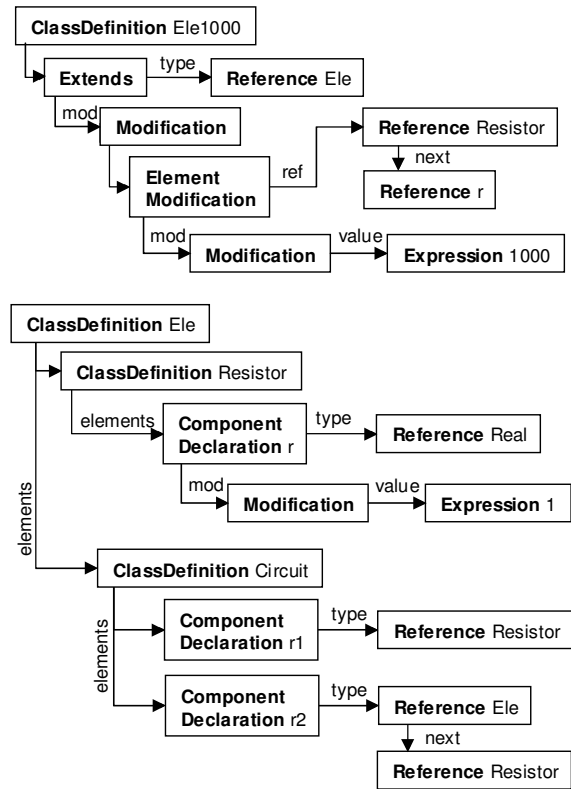 ClassDefinition Ele1000
Extends
type
Reference Ele
mod
Modification
Element
Modification
ref
Reference Resistor
next
Reference r
mod
Modification
value
Expression 1000
ClassDefinition Ele
ClassDefinition Resistor
elements
Component
Declaration r
type
Reference Real
mod
Modification
value
Expression 1
elements
ClassDefinition Circuit
elements
Component
Declaration r1
type
Reference Resistor
Component
Declaration r2
type
Reference Ele
next
Reference Resistor